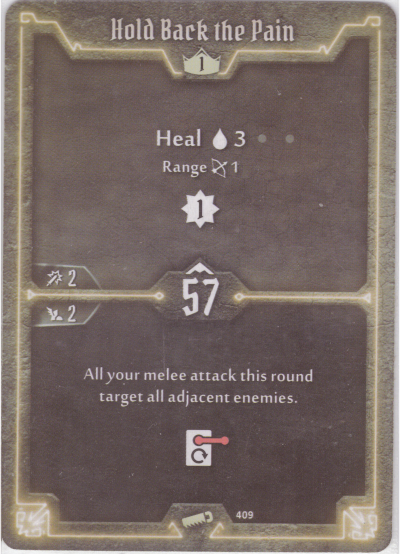 Hold Back the Pain
1
Heal 3
Range 1
1
2
57
2
All your melee attack this round
target all adjacent enemies.
409